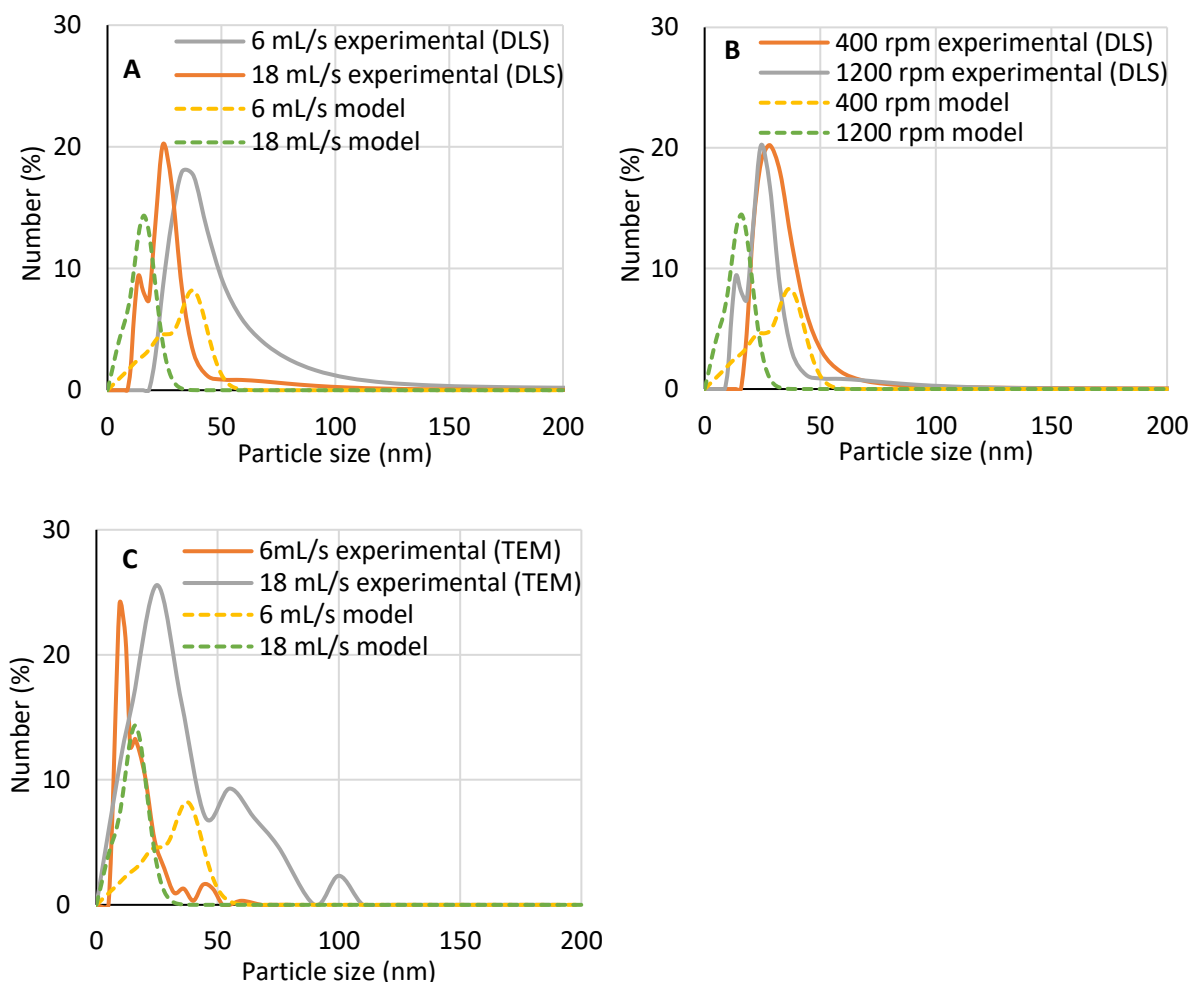 30
A
6 mL/s experimental (DLS)
18 mL/s experimental (DLS)
6 mL/s model
18 mL/s model
20
10
0
Number (%)
0 50 100 150 200
Particle size (nm)
30
B
400 rpm experimental (DLS)
1200 rpm experimental (DLS)
400 rpm model
1200 rpm model
20
10
0
Number (%)
0 50 100 150 200
Particle size (nm)
30
C
6mL/s experimental (TEM)
18 mL/s experimental (TEM)
6 mL/s model
18 mL/s model
20
10
0
Number (%)
0 50 100 150 200
Particle size (nm)